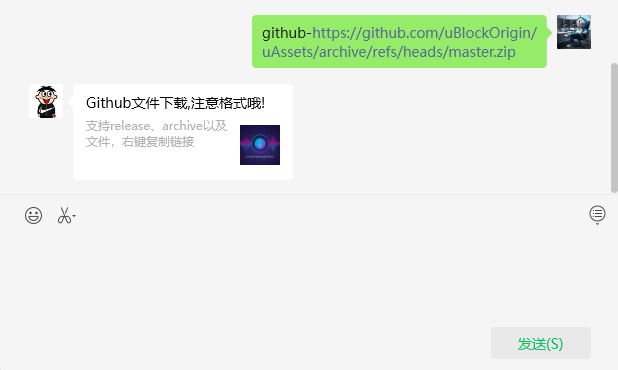 github-https://github.com/uBlockOrigin/
uAssets/archive/refs/heads/master.zip
Github文件下载,注意格式哦!
支持release、archive以及
文件，右键复制链接
发送(S)